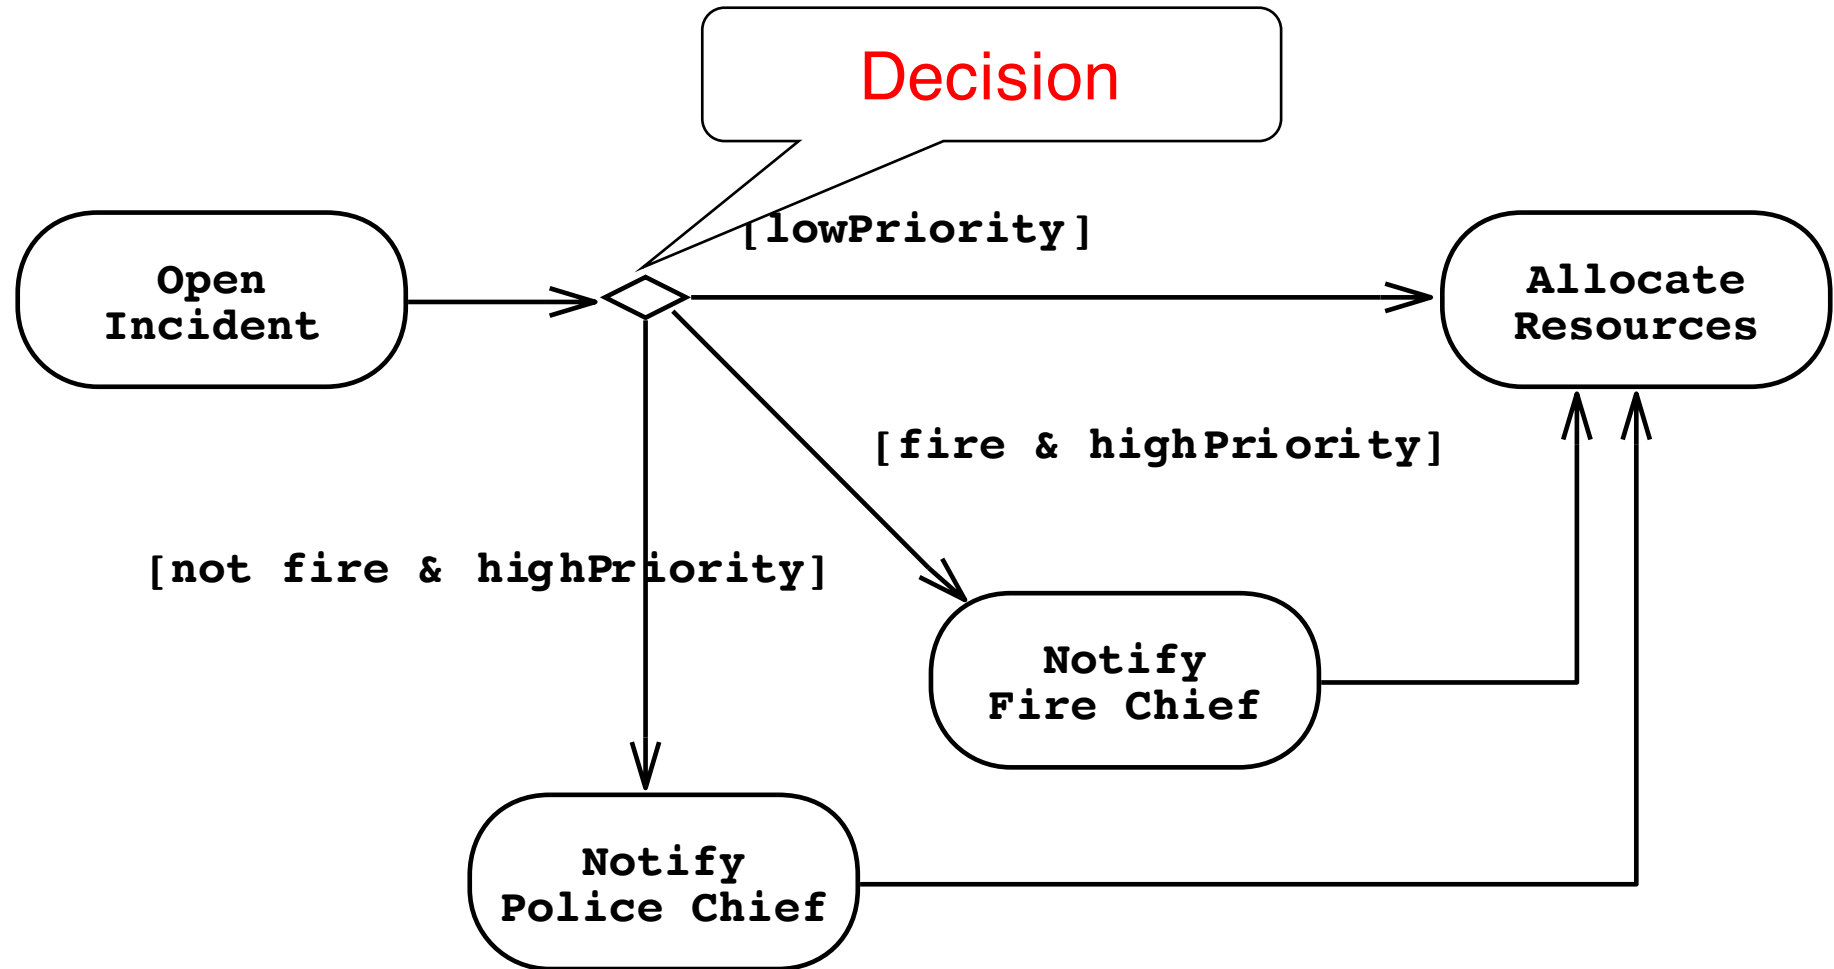 Decision
[lowPriority]
Open
Incident
Allocate
Resources
[fire & highPriority]
[not fire & highPriority]
Notify
Fire Chief
Notify
Police Chief